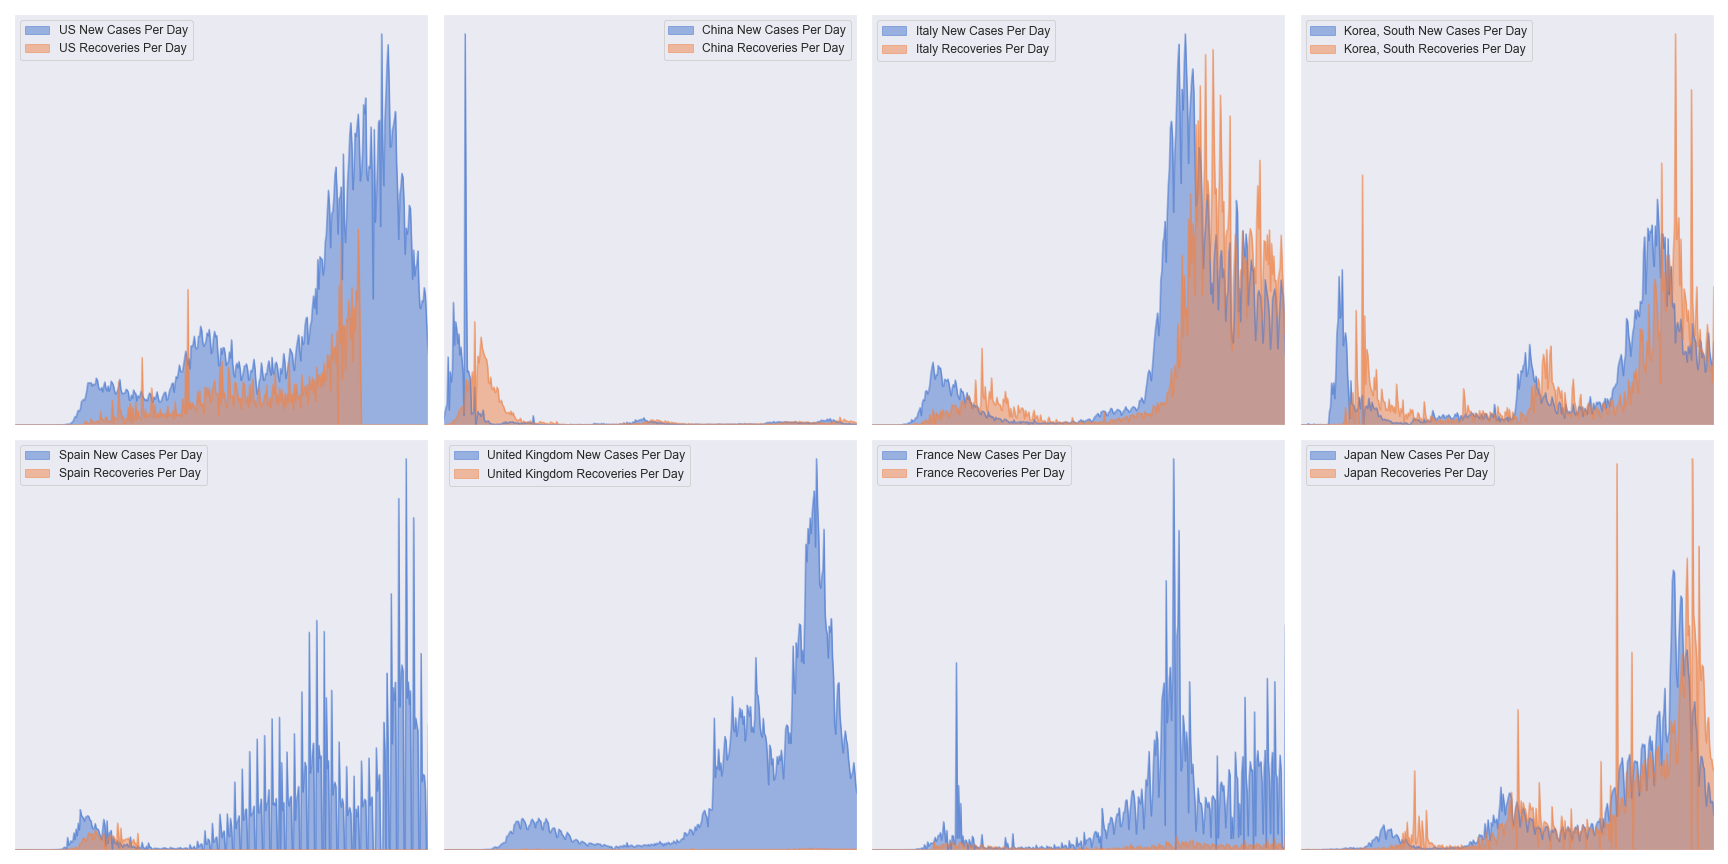 US New Cases Per Day
US Recoveries Per Day
China New Cases Per Day
China Recoveries Per Day
Italy New Cases Per Day
Italy Recoveries Per Day
Korea, South New Cases Per Day
Korea, South Recoveries Per Day
Spain New Cases Per Day
Spain Recoveries Per Day
United Kingdom New Cases Per Day
United Kingdom Recoveries Per Day
France New Cases Per Day
France Recoveries Per Day
Japan New Cases Per Day
Japan Recoveries Per Day